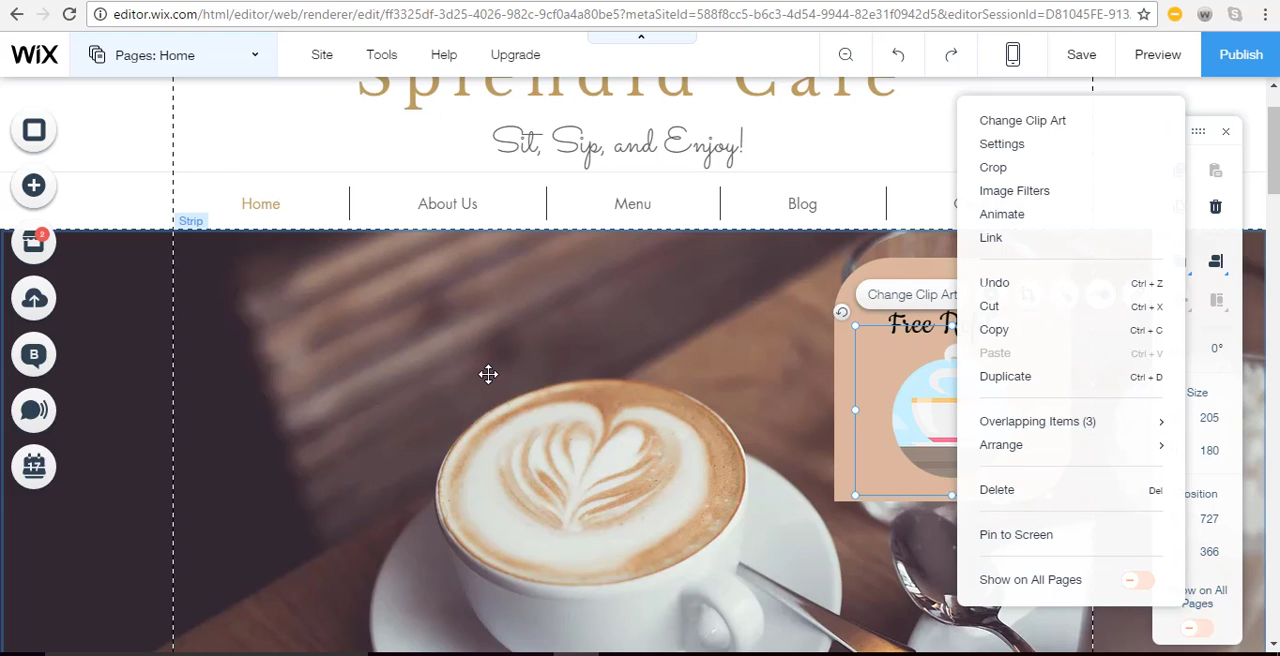 editor.wix.com/html/editor/web/renderer/edit/ff3325df-3d25-4026-982c-9cf0a4a80be5?metaSiteId=588f8cc5-b6c3-4d54-9944-82e31f0942d5&editorSessionId=D81045FE-913.
WiX Pages: Home Site Tools Help Upgrade Save Preview Publish
Splendid Cafe
Sit, Sip, and Enjoy!
Home About Us Menu Blog
Strip
2
B
17
Change Clip Art
Free
Change Clip Art
Settings
Crop
Image Filters
Animate
Link
Undo Ctrl + Z
Cut Ctrl + X
Copy Ctrl + C
Paste Ctrl + V
Duplicate Ctrl + D
Overlapping Items (3)
Arrange
Delete Del
Pin to Screen
Show on All Pages
0°
Size
205
180
Position
727
366
Pages